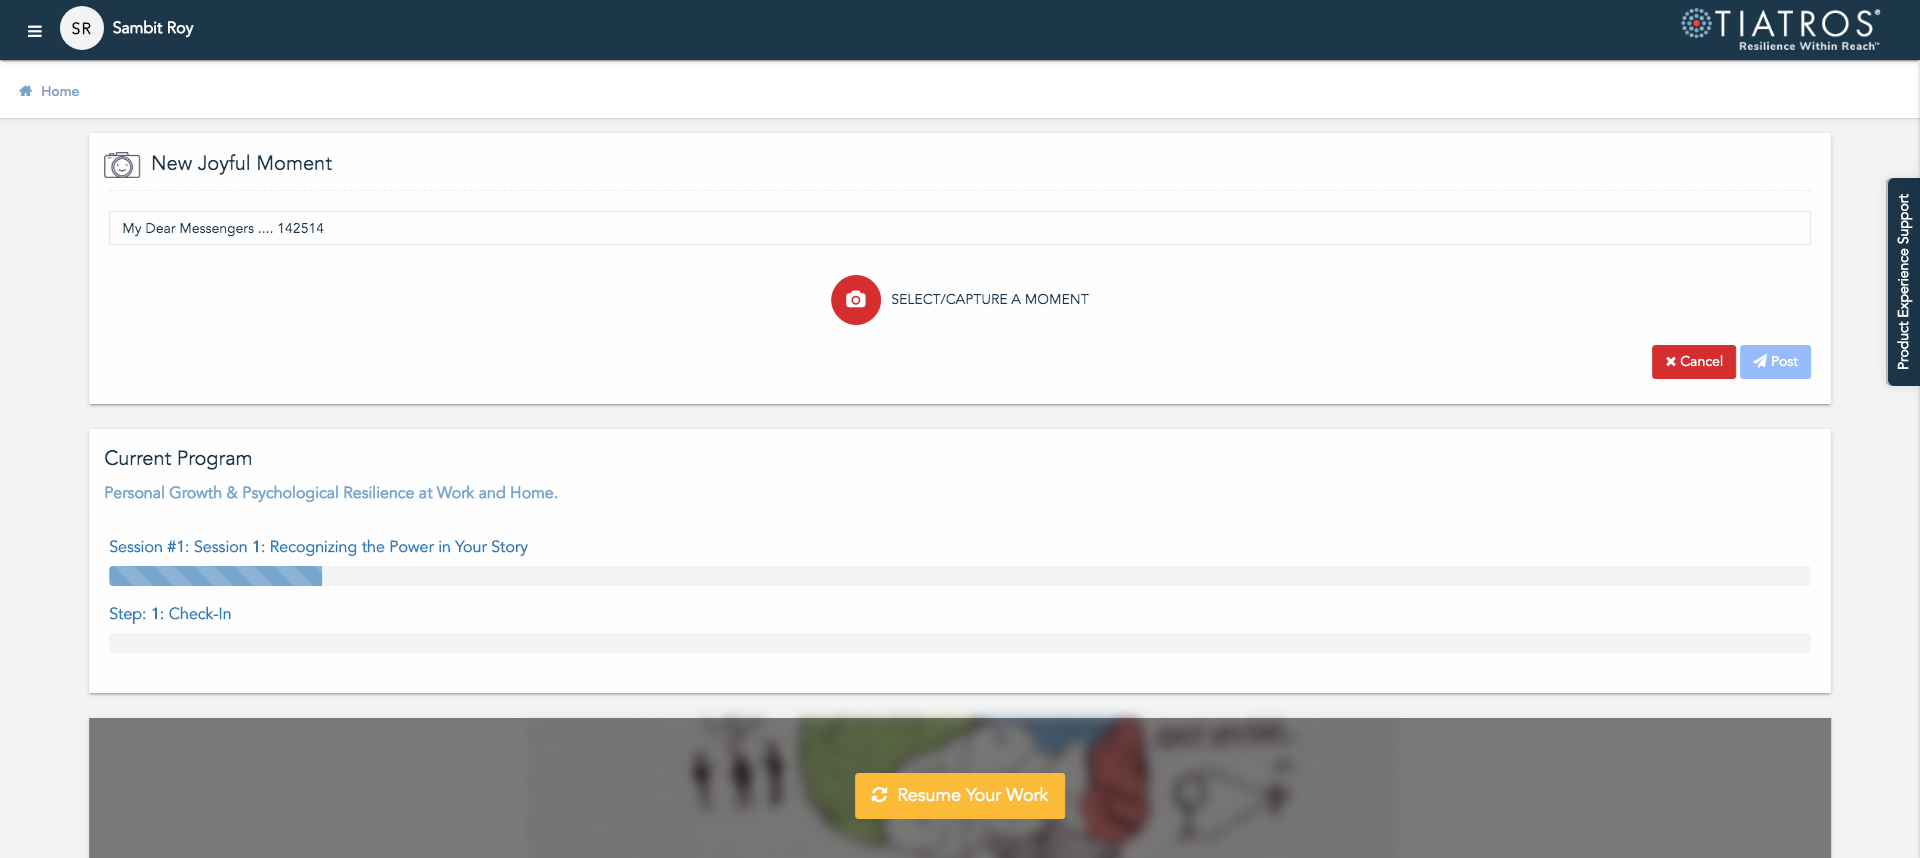 SR Sambit Roy
TIATROS®
Resilience Within Reach™
Home
New Joyful Moment
My Dear Messengers .... 142514
SELECT/CAPTURE A MOMENT
Cancel Post
Product Experience Support
Current Program
Personal Growth & Psychological Resilience at Work and Home.
Session #1: Session 1: Recognizing the Power in Your Story
Step: 1: Check-In
Resume Your Work